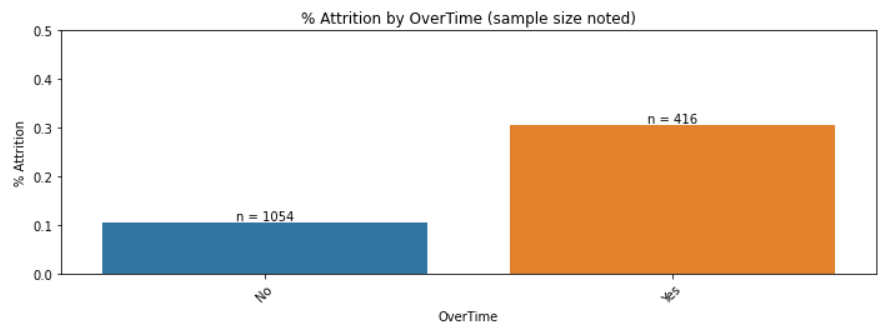 % Attrition by OverTime (sample size noted)
0.5
0.4
0.3
0.2
0.1
0.0
% Attrition
n = 1054
n = 416
No
Yes
OverTime